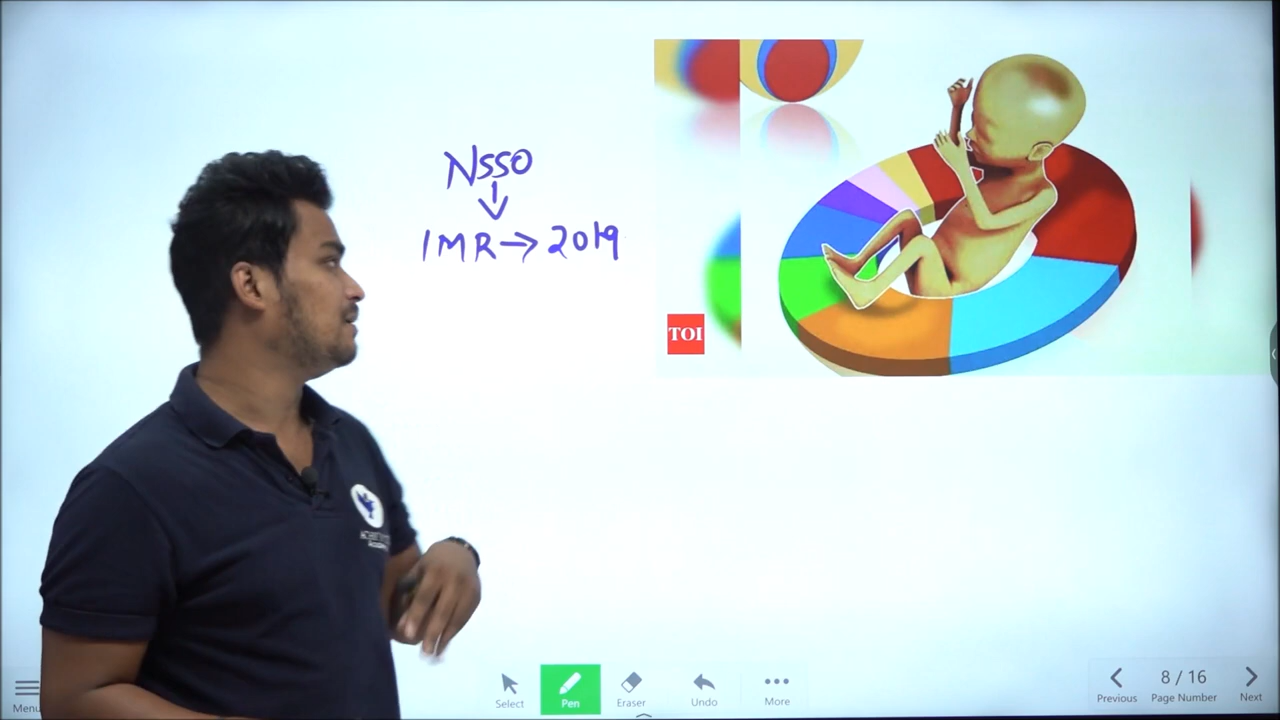 NSSO
IMR → 2019
TOI
Menu
Select
Pen
Eraser
Undo
More
Previous
8 / 16
Page Number
Next